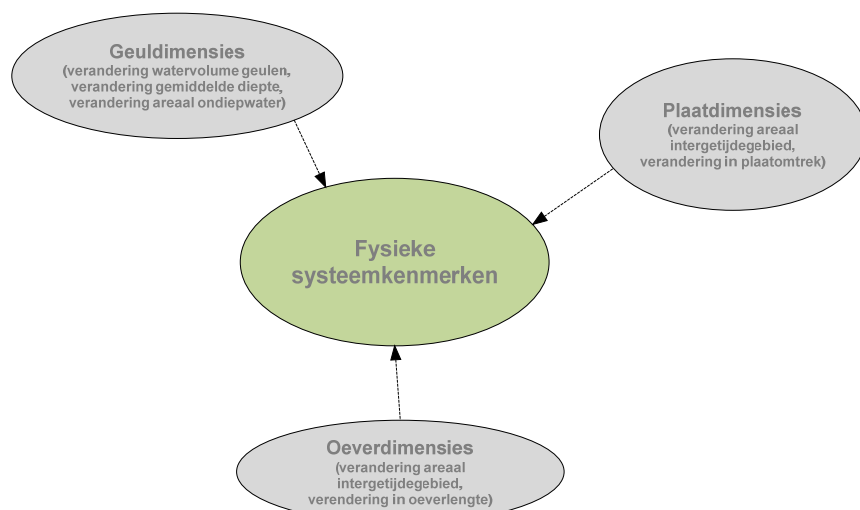 Geuldimensies
(verandering watervolume geulen,
verandering gemiddelde diepte,
verandering areaal ondiepwater)
Plaatdimensies
(verandering areaal
intergetijdegebied,
verandering in plaatomtrek)
Fysieke
systeemkenmerken
Oeverdimensies
(verandering areaal
intergetijdegebied,
verendering in oeverlengte)